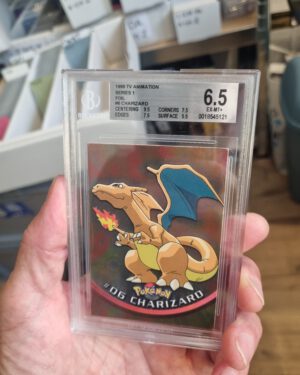 1999 TV ANIMATION
SERIES 1
FOIL
#6 CHARIZARD
CENTERING 9.5 CORNERS 7.5
EDGES 7.5 SURFACE 5.5
6.5
EX-MT+
0018545121
BECKETT
Pokémon
#06 CHARIZARD